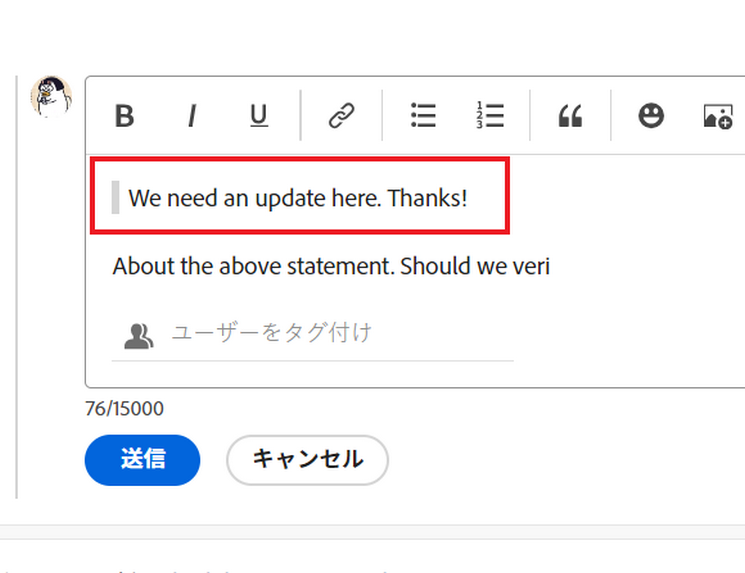 B I U
We need an update here. Thanks!
About the above statement. Should we veri
ユーザーをタグ付け
76/15000
送信 キャンセル